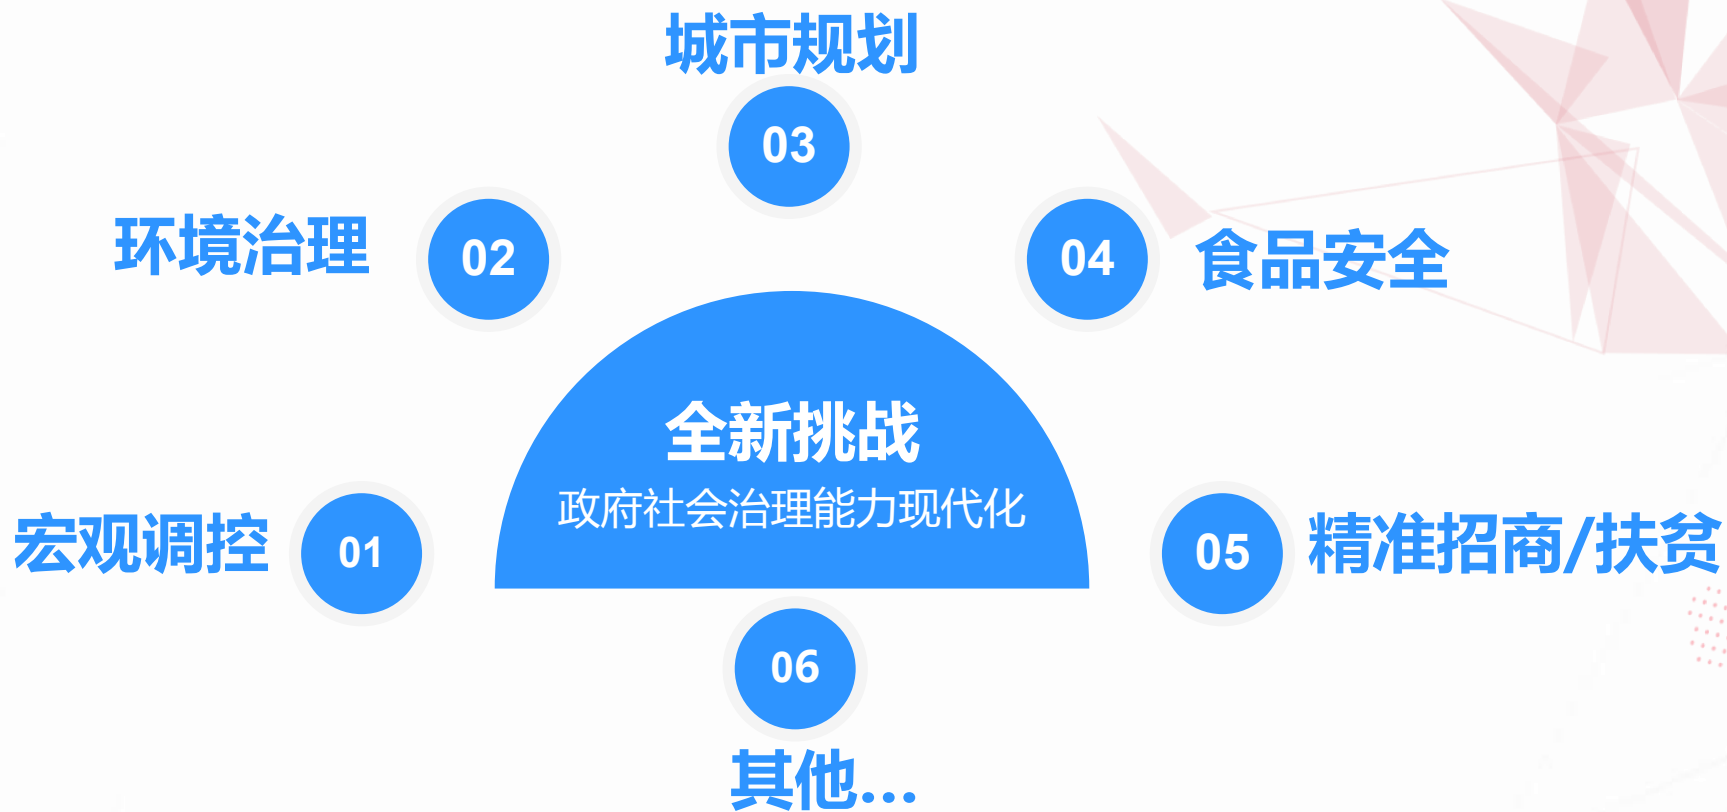 城市规划
03
环境治理
02
04
食品安全
全新挑战
政府社会治理能力现代化
宏观调控
01
05
精准招商/扶贫
06
其他...